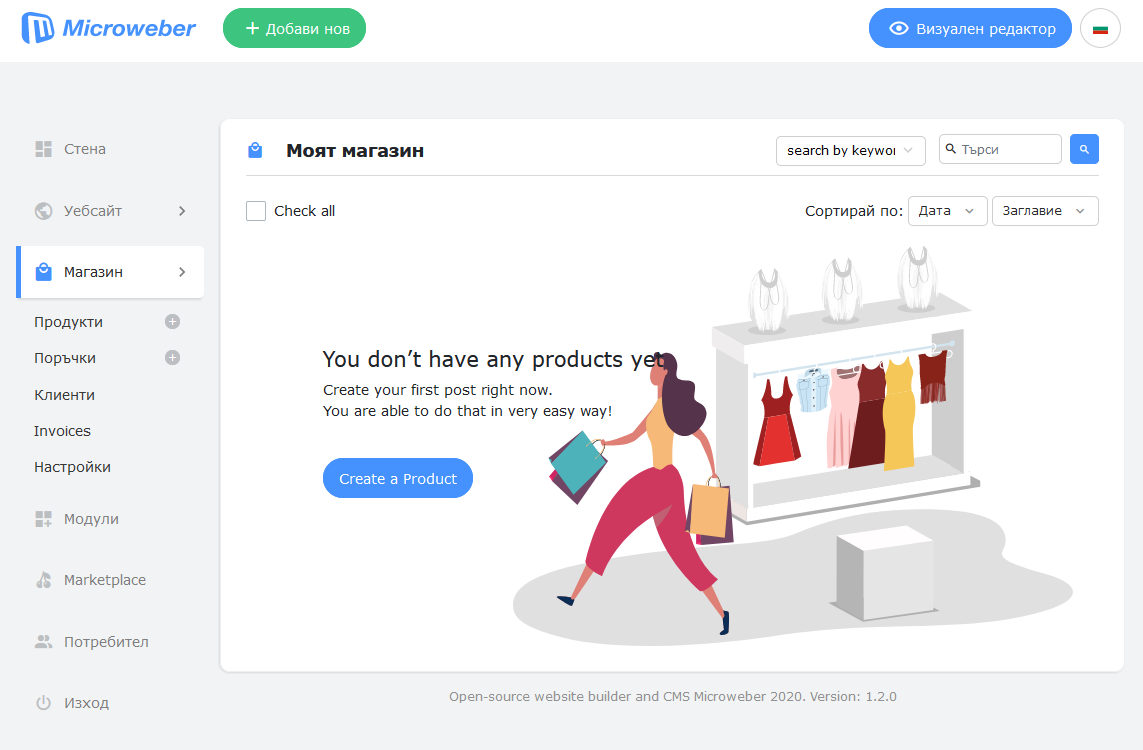 Microweber
Добави нов
Визуален редактор
Стена
Уебсайт
Магазин
Продукти
Поръчки
Клиенти
Invoices
Настройки
Модули
Marketplace
Потребител
Изход
Моят магазин
search by keywor
Търси
Check all
Сортирай по:
Дата
Заглавие
You don’t have any products yet
Create your first post right now.
You are able to do that in very easy way!
Create a Product
Open-source website builder and CMS Microweber 2020. Version: 1.2.0